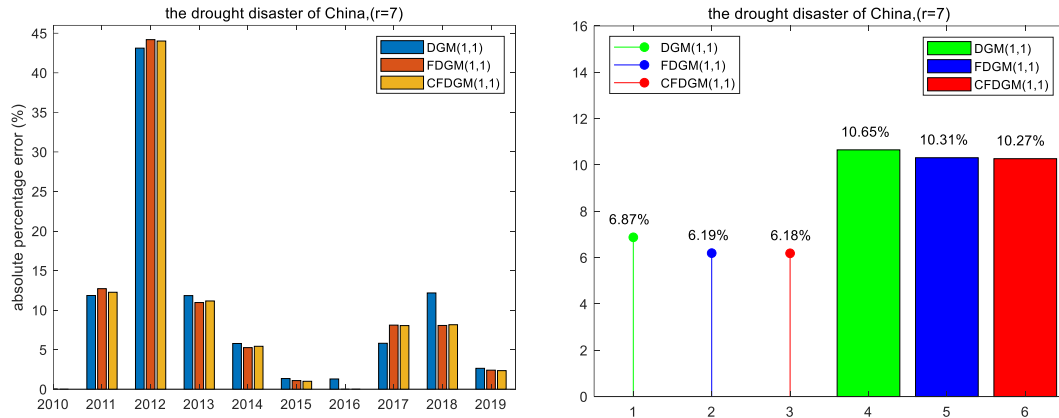 the drought disaster of China,(r=7)
absolute percentage error (%)
45
40
35
30
25
20
15
10
5
0
DGM(1,1)
FDGM(1,1)
CFDGM(1,1)
2010 2011 2012 2013 2014 2015 2016 2017 2018 2019
the drought disaster of China,(r=7)
16
14
12
10
8
6
4
2
0
DGM(1,1)
FDGM(1,1)
CFDGM(1,1)
DGM(1,1)
FDGM(1,1)
CFDGM(1,1)
6.87% 6.19% 6.18% 10.65% 10.31% 10.27%
1 2 3 4 5 6